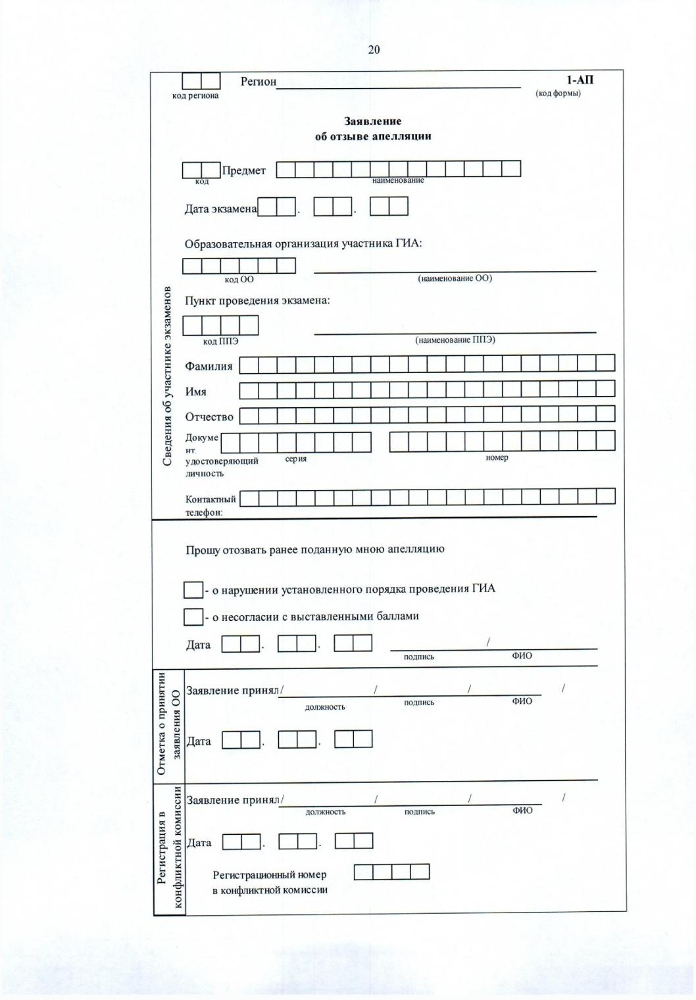 20
Регион 1-АП
код региона (код формы)
Заявление
об отзыве апелляции
Предмет
код наименование
Дата экзамена . .
Образовательная организация участника ГИА:
код ОО (наименование ОО)
Пункт проведения экзамена:
код ППЭ (наименование ППЭ)
Фамилия
Имя
Отчество
Докуме
нт.
удостоверяющий серия номер
личность
Контактный
телефон:
Сведения об участнике экзаменов
Прошу отозвать ранее поданную мною апелляцию
- о нарушении установленного порядка проведения ГИА
- о несогласии с выставленными баллами
Дата . . /
подпись ФИО
Отметка о принятии
заявления ОО
Заявление принял/ / / /
должность подпись ФИО
Дата . .
Регистрация в
конфликтной комиссии
Заявление принял/ / / /
должность подпись ФИО
Дата . .
Регистрационный номер
в конфликтной комиссии